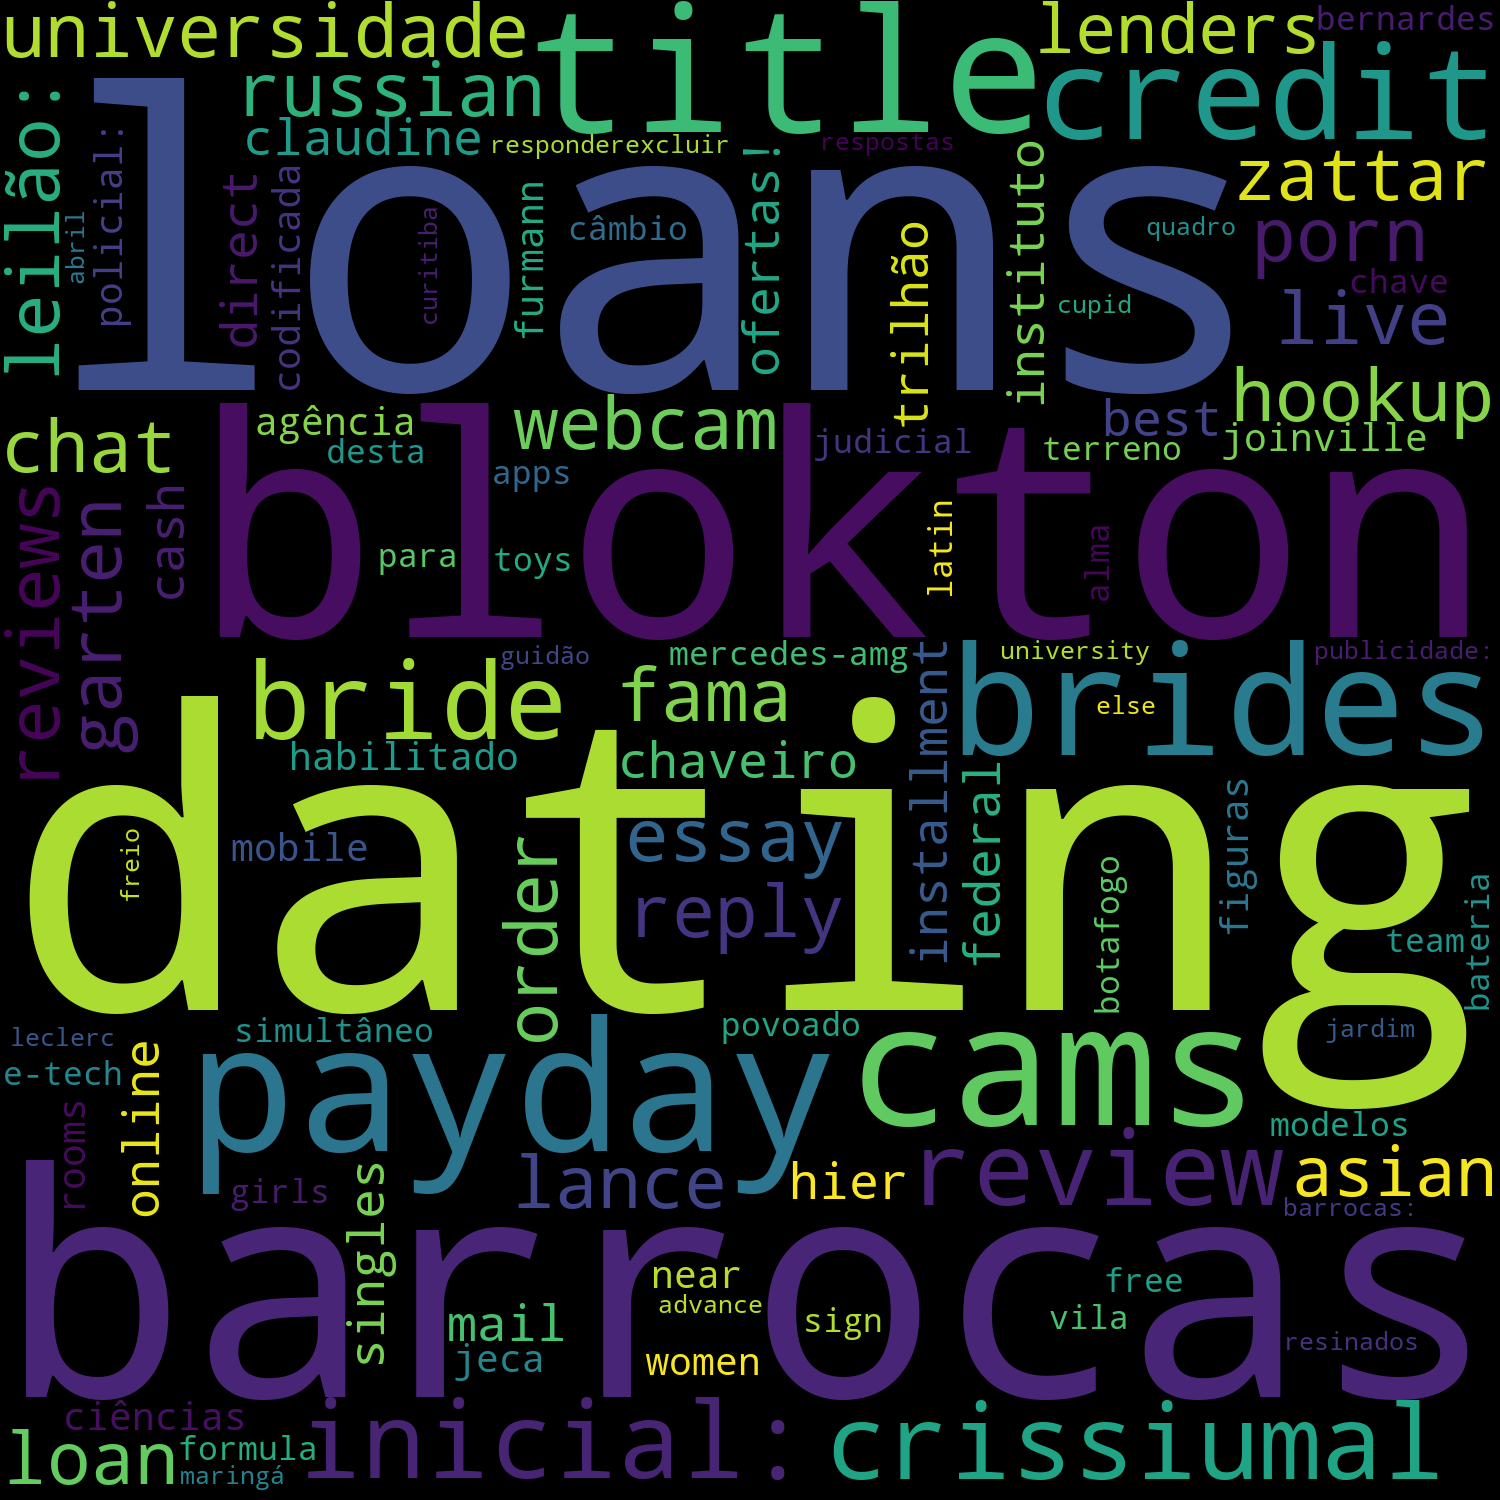 universidade
title
lenders
bernardes
russian
credit
leilão:
policial:
abril
loans
claudine
responderexcluir
respostas
direct
codificada
curitiba
furmann
câmbio
ofertas!
trilhão
instituto
quadro
cupid
zattar
porn
chave
live
hookup
chat
agência
desta
webcam
apps
judicial
best
terreno
joinville
blokton
reviews
garten
cash
para
toys
latin
alma
guidão
mercedes-amg
university
publicidade:
bride
fama
brides
else
habilitado
chaveiro
installment
federal
dating
freio
mobile
order
essay
reply
figuras
botafogo
team
bateria
leclerc
simultâneo
povoado
jardim
e-tech
online
payday
cams
modelos
rooms
girls
singles
lance
hier
review
asian
barrocas
barrocas:
near
advance
free
mail
sign
vila
jeca
women
resinados
ciências
inicial:
crissiumal
loan
formula
maringá